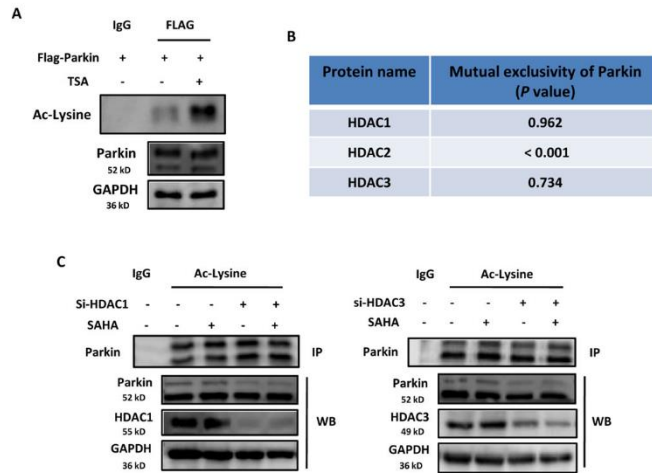 A
IgG FLAG
Flag-Parkin + + +
TSA - - +
Ac-Lysine
Parkin
52 kD
GAPDH
36 kD
B
Protein name Mutual exclusivity of Parkin
(P value)
HDAC1 0.962
HDAC2 < 0.001
HDAC3 0.734
C
IgG Ac-Lysine
Si-HDAC1 - - - + +
SAHA - - + - +
Parkin IP
Parkin
52 kD
HDAC1 WB
55 kD
GAPDH
36 kD
IgG Ac-Lysine
si-HDAC3 - - - + +
SAHA - - + - +
Parkin IP
Parkin
52 kD
HDAC3 WB
49 kD
GAPDH
36 kD